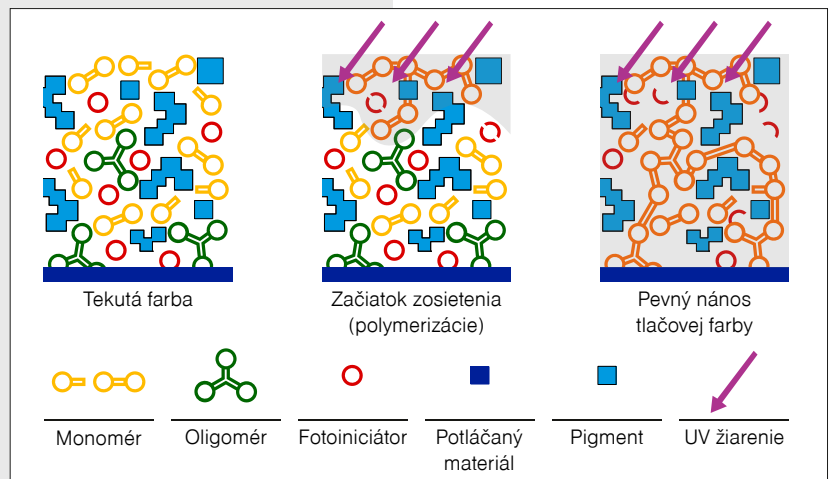 Tekutá farba
Začiatok zosietenia
(polymerizácie)
Pevný nános
tlačovej farby
Monomér
Oligomér
Fotoiniciátor
Potláčaný
materiál
Pigment
UV žiarenie